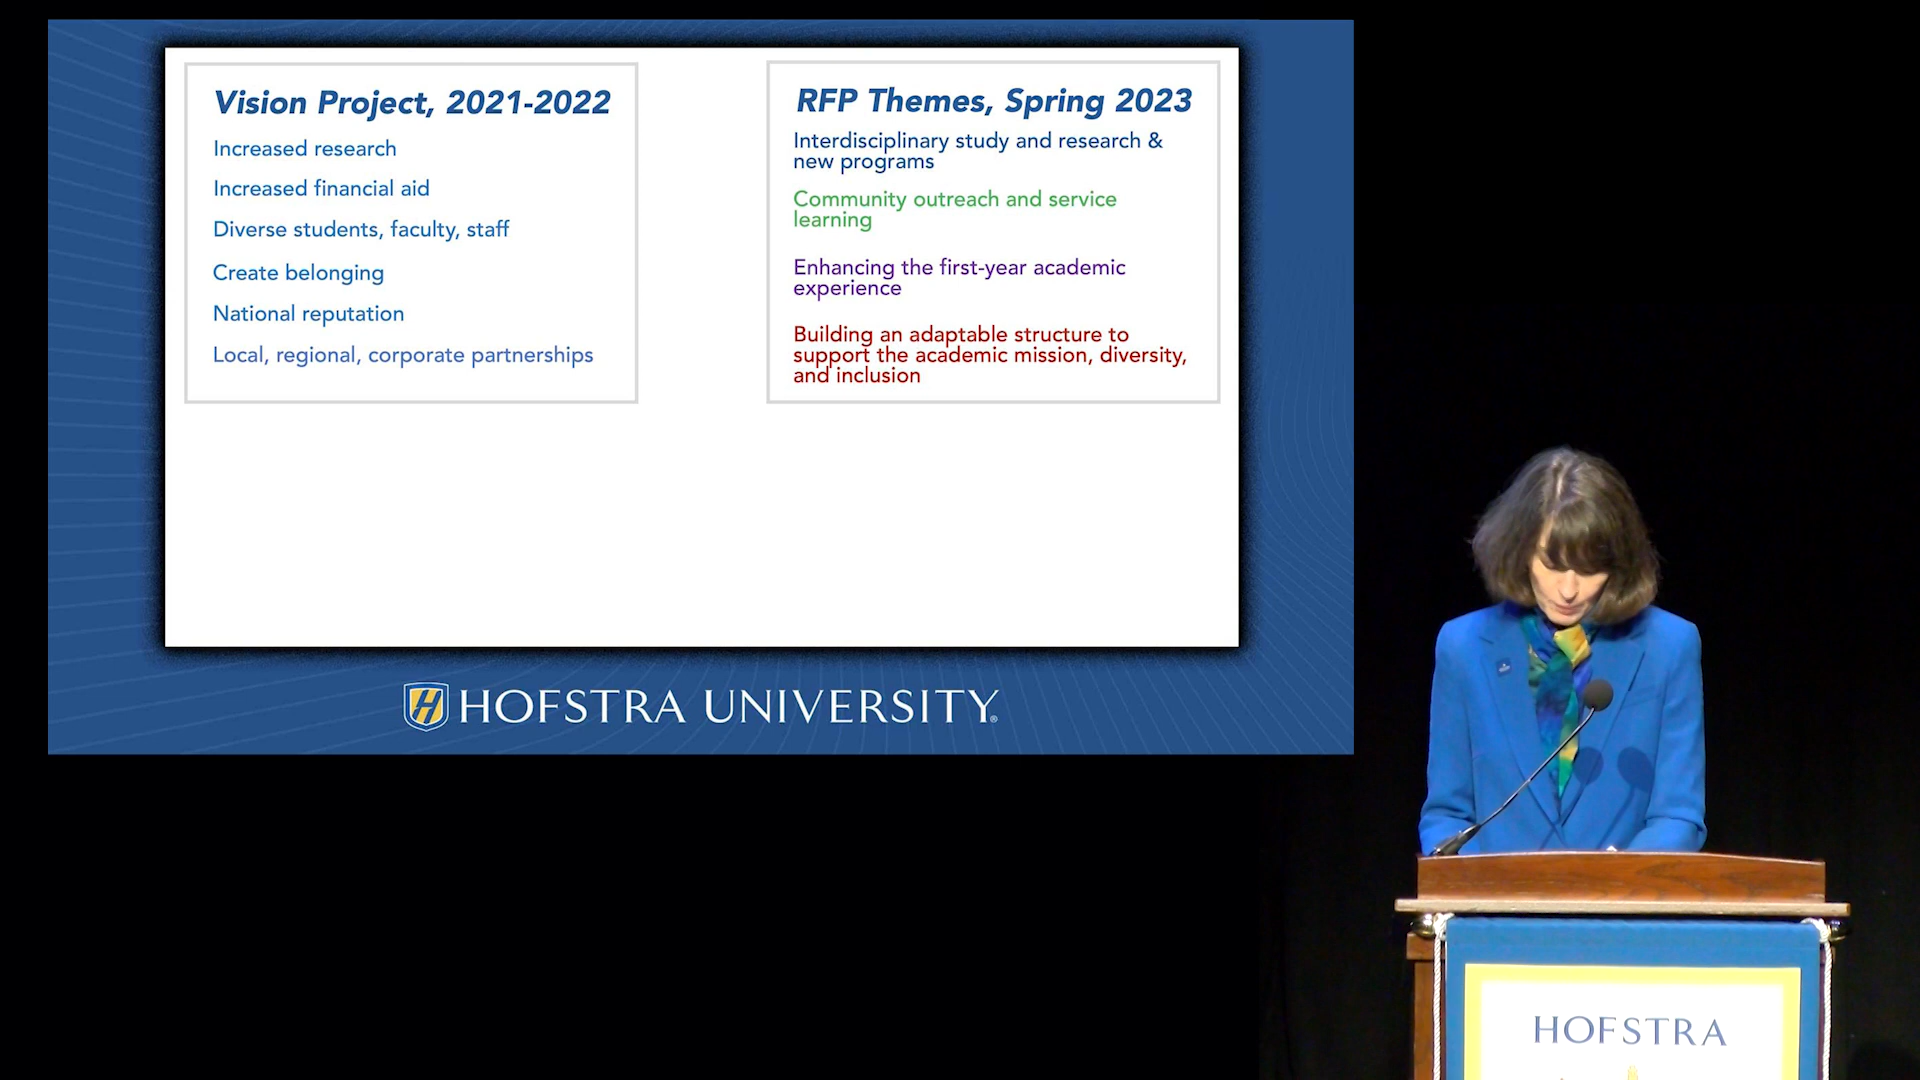 Vision Project, 2021-2022
Increased research
Increased financial aid
Diverse students, faculty, staff
Create belonging
National reputation
Local, regional, corporate partnerships
RFP Themes, Spring 2023
Interdisciplinary study and research &
new programs
Community outreach and service
learning
Enhancing the first-year academic
experience
Building an adaptable structure to
support the academic mission, diversity,
and inclusion
H HOFSTRA UNIVERSITY®
HOFSTRA